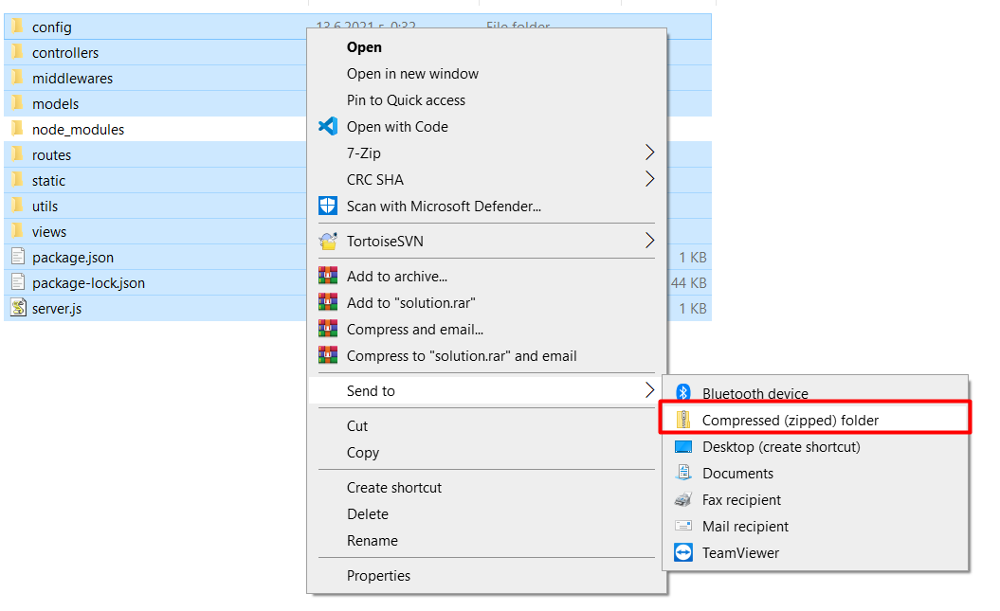 config 13.6.2021 г. 0:32 File folder
controllers
middlewares
models
node_modules
routes
static
utils
views
package.json 1 KB
package-lock.json 44 KB
server.js 1 KB
Open
Open in new window
Pin to Quick access
Open with Code
7-Zip
CRC SHA
Scan with Microsoft Defender...
TortoiseSVN
Add to archive...
Add to "solution.rar"
Compress and email...
Compress to "solution.rar" and email
Send to
Cut
Copy
Create shortcut
Delete
Rename
Properties
Bluetooth device
Compressed (zipped) folder
Desktop (create shortcut)
Documents
Fax recipient
Mail recipient
TeamViewer